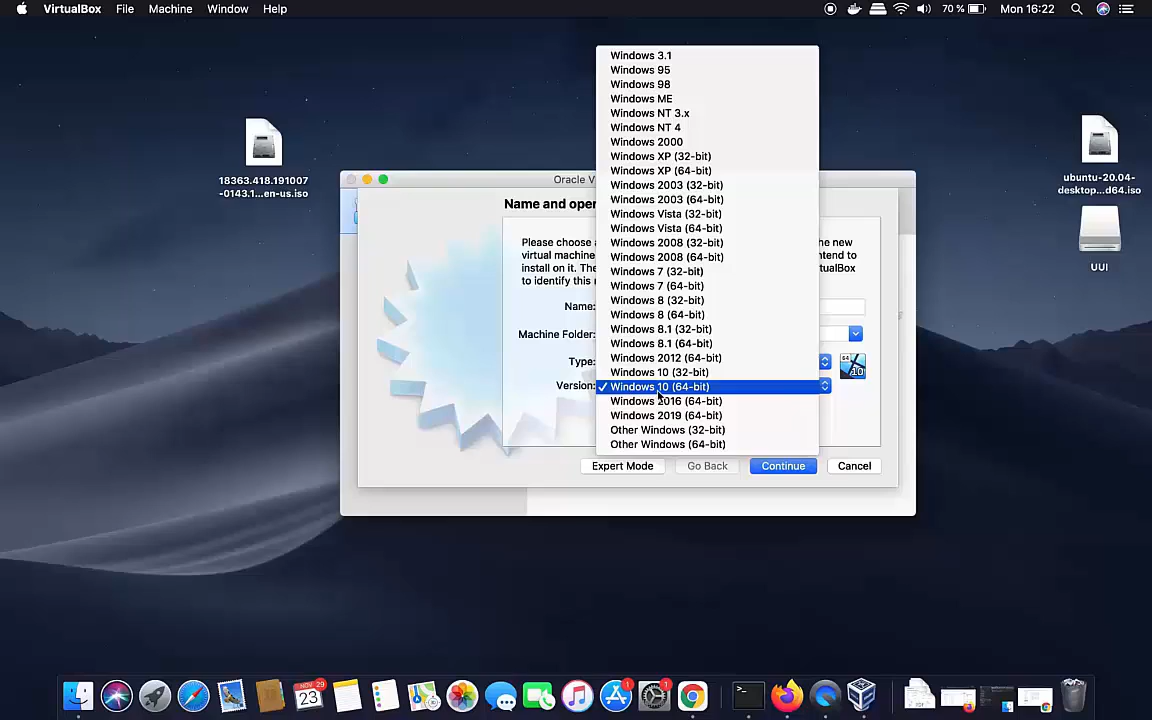 VirtualBox File Machine Window Help 70 % Mon 16:22
Windows 3.1
Windows 95
Windows 98
Windows ME
Windows NT 3.x
Windows NT 4
Windows 2000
Windows XP (32-bit)
Windows XP (64-bit)
Windows 2003 (32-bit)
Windows 2003 (64-bit)
Windows Vista (32-bit)
Windows Vista (64-bit)
Windows 2008 (32-bit)
Windows 2008 (64-bit)
Windows 7 (32-bit)
Windows 7 (64-bit)
Windows 8 (32-bit)
Windows 8 (64-bit)
Windows 8.1 (32-bit)
Windows 8.1 (64-bit)
Windows 2012 (64-bit)
Windows 10 (32-bit)
✓ Windows 10 (64-bit)
Windows 2016 (64-bit)
Windows 2019 (64-bit)
Other Windows (32-bit)
Other Windows (64-bit)
18363.418.191007
-0143.1...en-us.iso
ubuntu-20.04-
desktop...d64.iso
UUI
Oracle V
Name and oper
Please choose a he new
virtual machine ntend to
install on it. The rtualBox
to identify this
Name:
Machine Folder:
Type:
64
10
Version:
Expert Mode Go Back Continue Cancel
NOV 29
23
1
1
>_